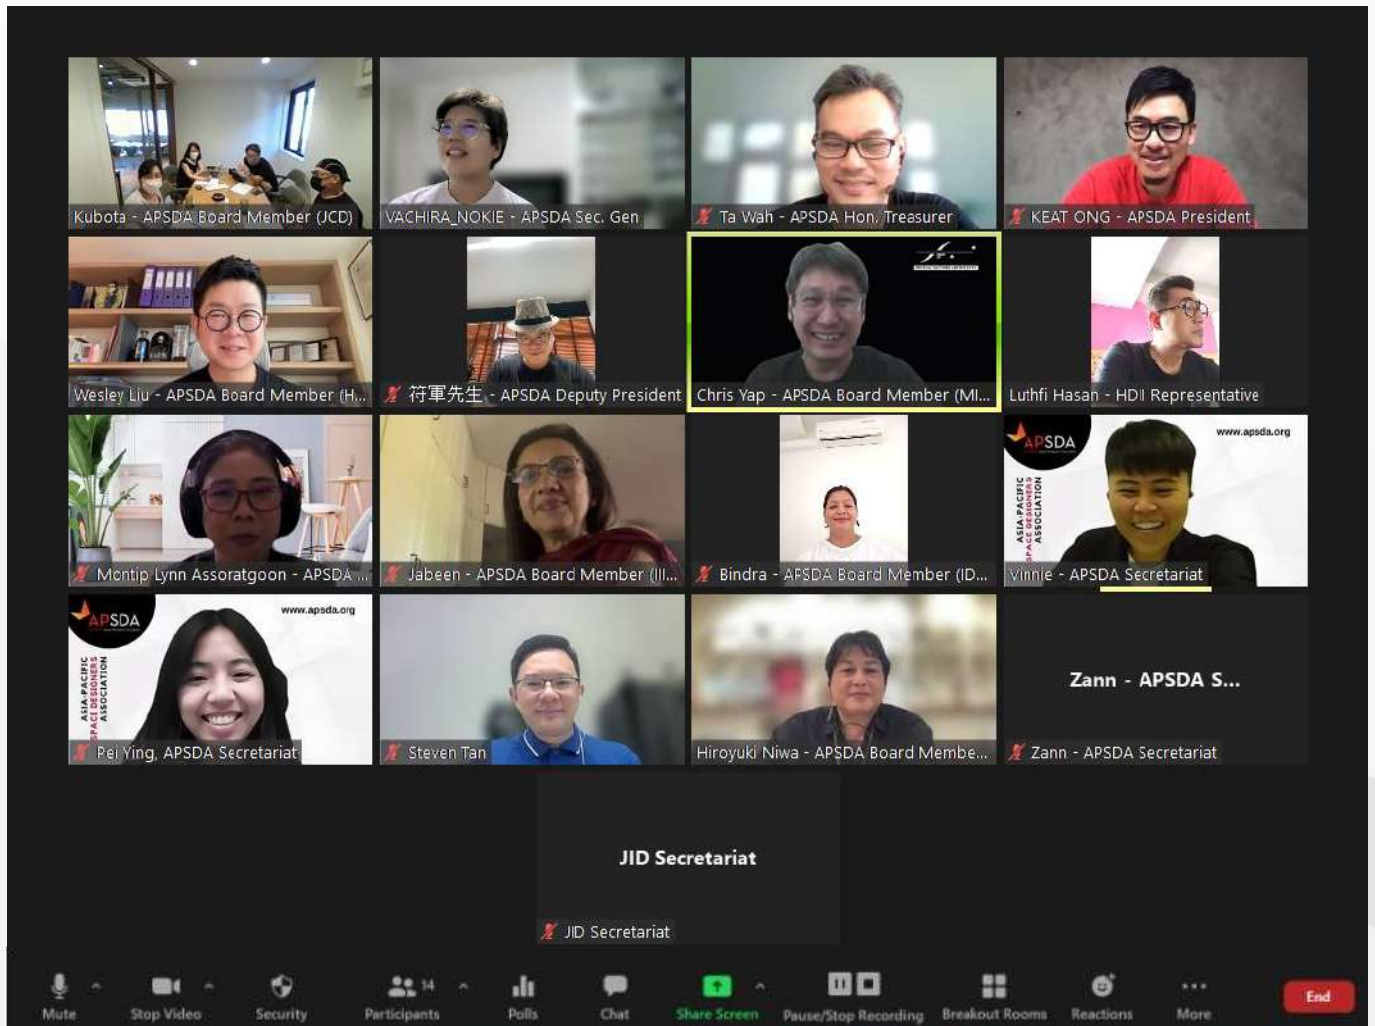 Kubota - APSDA Board Member (JCD)
VACHIRA_NOKIE - APSDA Sec. Gen
Ta Wah - APSDA Hon. Treasurer
KEAT ONG - APSDA President
Wesley Liu - APSDA Board Member (H...
符軍先生 - APSDA Deputy President
Chris Yap - APSDA Board Member (MI...
Luthfi Hasan - HDII Representative
Montip Lynn Assoratgoon - APSDA ...
Jabeen - APSDA Board Member (III...
Bindra - APSDA Board Member (ID...
APSDA
www.apsda.org
ASIA-PACIFIC
SPACE DESIGNERS
ASSOCIATION
Vinnie - APSDA Secretariat
APSDA
www.apsda.org
ASIA-PACIFIC
SPACE DESIGNERS
ASSOCIATION
Pei Ying, APSDA Secretariat
Steven Tan
Hiroyuki Niwa - APSDA Board Membe...
Zann - APSDA S...
Zann - APSDA Secretariat
JID Secretariat
JID Secretariat
Mute
Stop Video
Security
14
Participants
Polls
Chat
Share Screen
Pause/Stop Recording
Breakout Rooms
Reactions
More
End